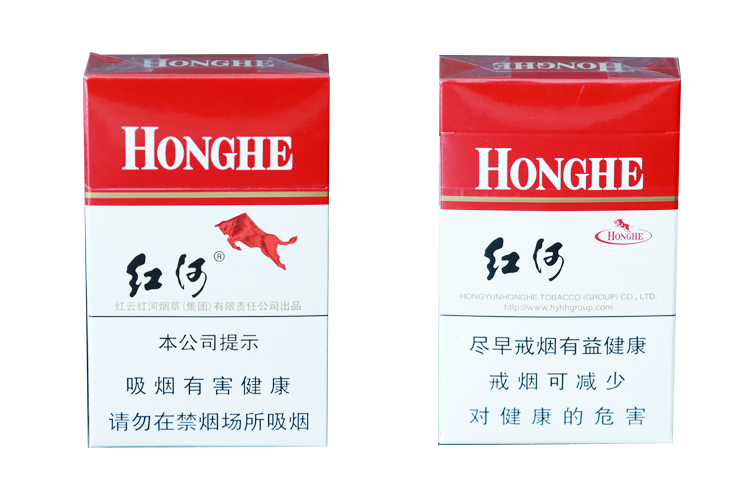 HONGHE
HONGHE
红河®
红云红河烟草(集团)有限责任公司出品
本公司提示
吸烟有害健康
请勿在禁烟场所吸烟
HONGHE
HONGHE
HONGHE
红河
HONGYUNHONGHE TOBACCO (GROUP) CO., LTD.
http://www.hyhhgroup.com
尽早戒烟有益健康
戒烟可减少
对健康的危害